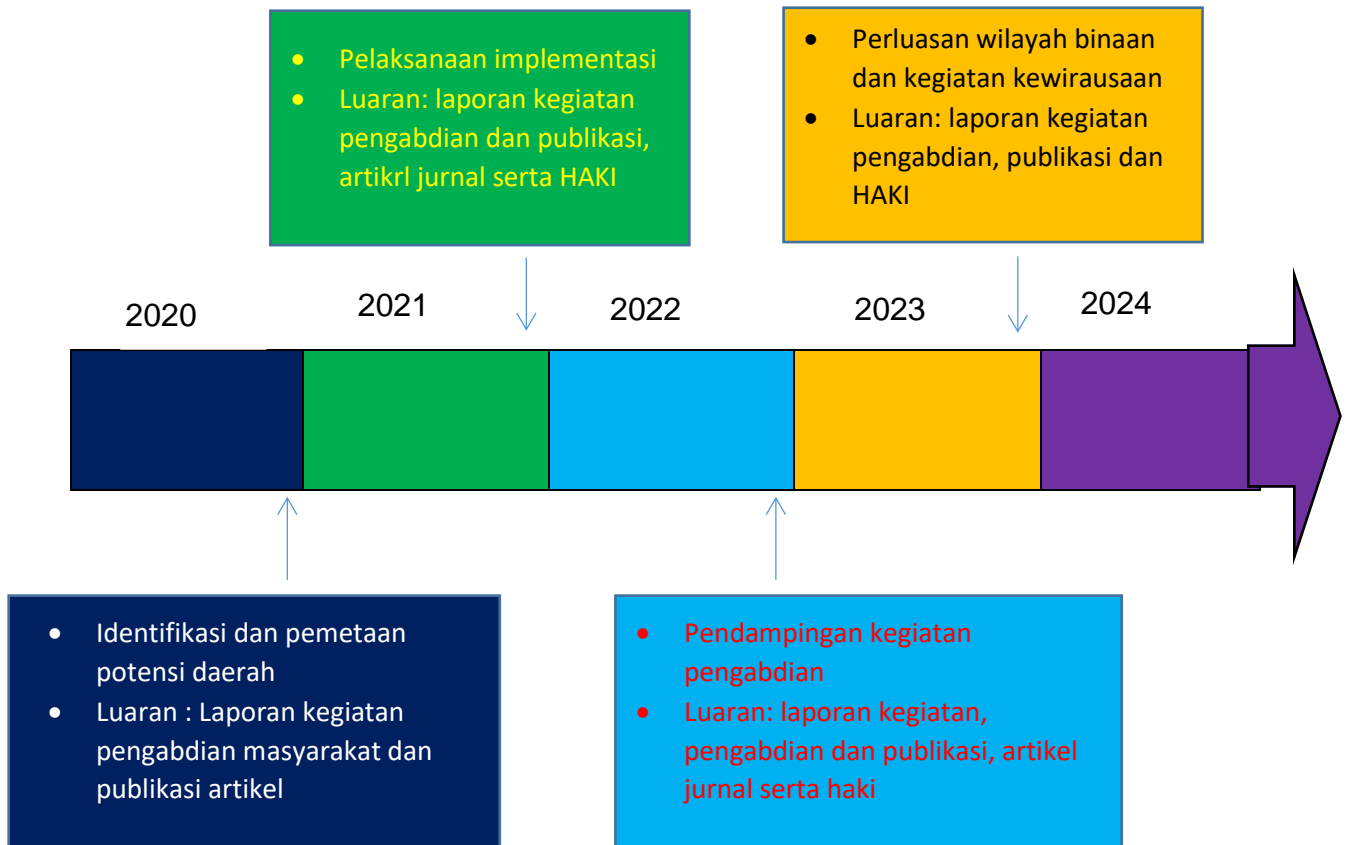 • Pelaksanaan implementasi
• Luaran: laporan kegiatan
pengabdian dan publikasi,
artikrl jurnal serta HAKI
• Perluasan wilayah binaan
dan kegiatan kewirausaan
• Luaran: laporan kegiatan
pengabdian, publikasi dan
HAKI
2020
2021
2022
2023
2024
• Identifikasi dan pemetaan
potensi daerah
• Luaran : Laporan kegiatan
pengabdian masyarakat dan
publikasi artikel
• Pendampingan kegiatan
pengabdian
• Luaran: laporan kegiatan,
pengabdian dan publikasi, artikel
jurnal serta haki